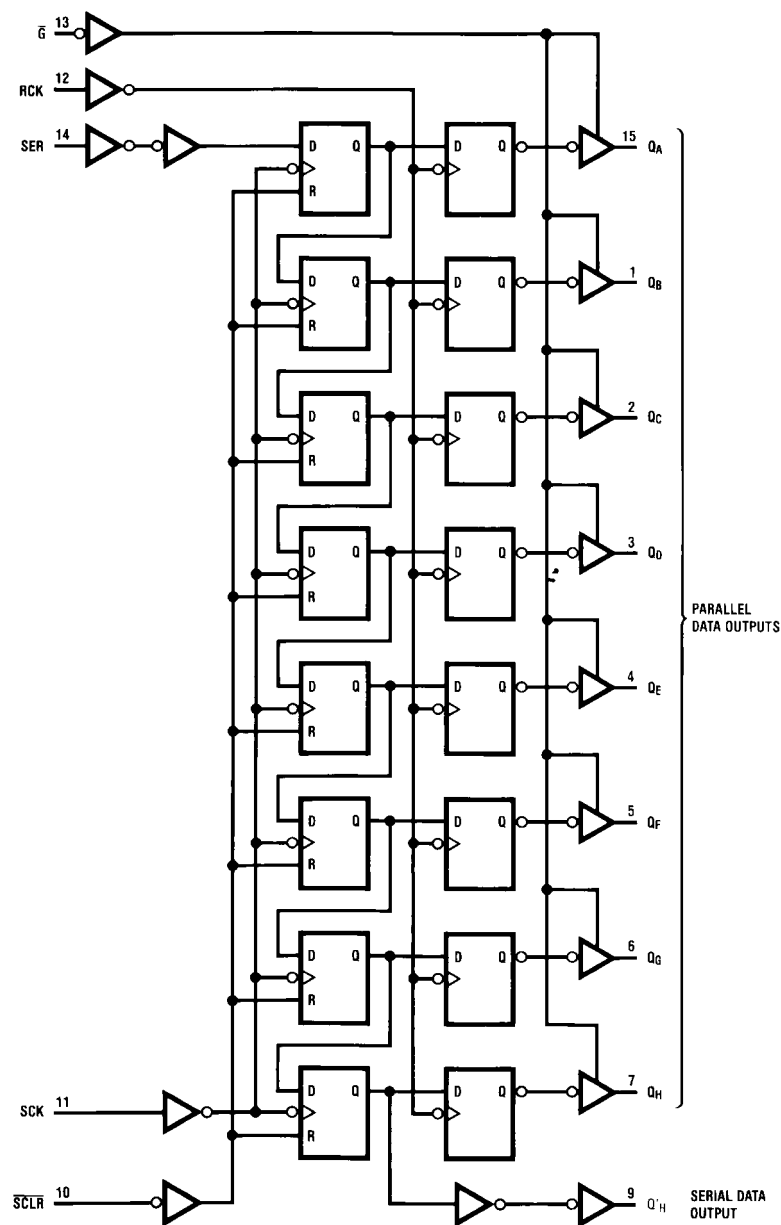 G 13
RCK 12
SER 14
D Q D Q 15 QA
R
D Q D Q 1 QB
R
D Q D Q 2 QC
R
D Q D Q 3 QD
R
D Q D Q 4 QE
R
PARALLEL
DATA OUTPUTS
D Q D Q 5 QF
R
D Q D Q 6 QG
R
D Q D Q 7 QH
SCK 11
R
SCLR 10
9 Q'H SERIAL DATA
OUTPUT